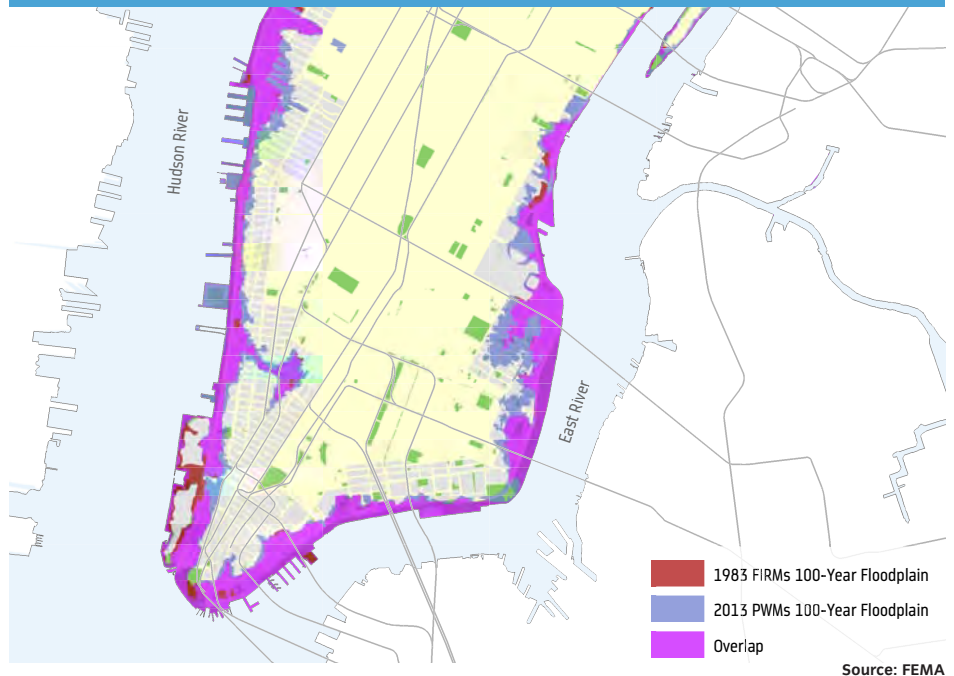 Hudson River
East River
1983 FIRMs 100-Year Floodplain
2013 PWMs 100-Year Floodplain
Overlap
Source: FEMA